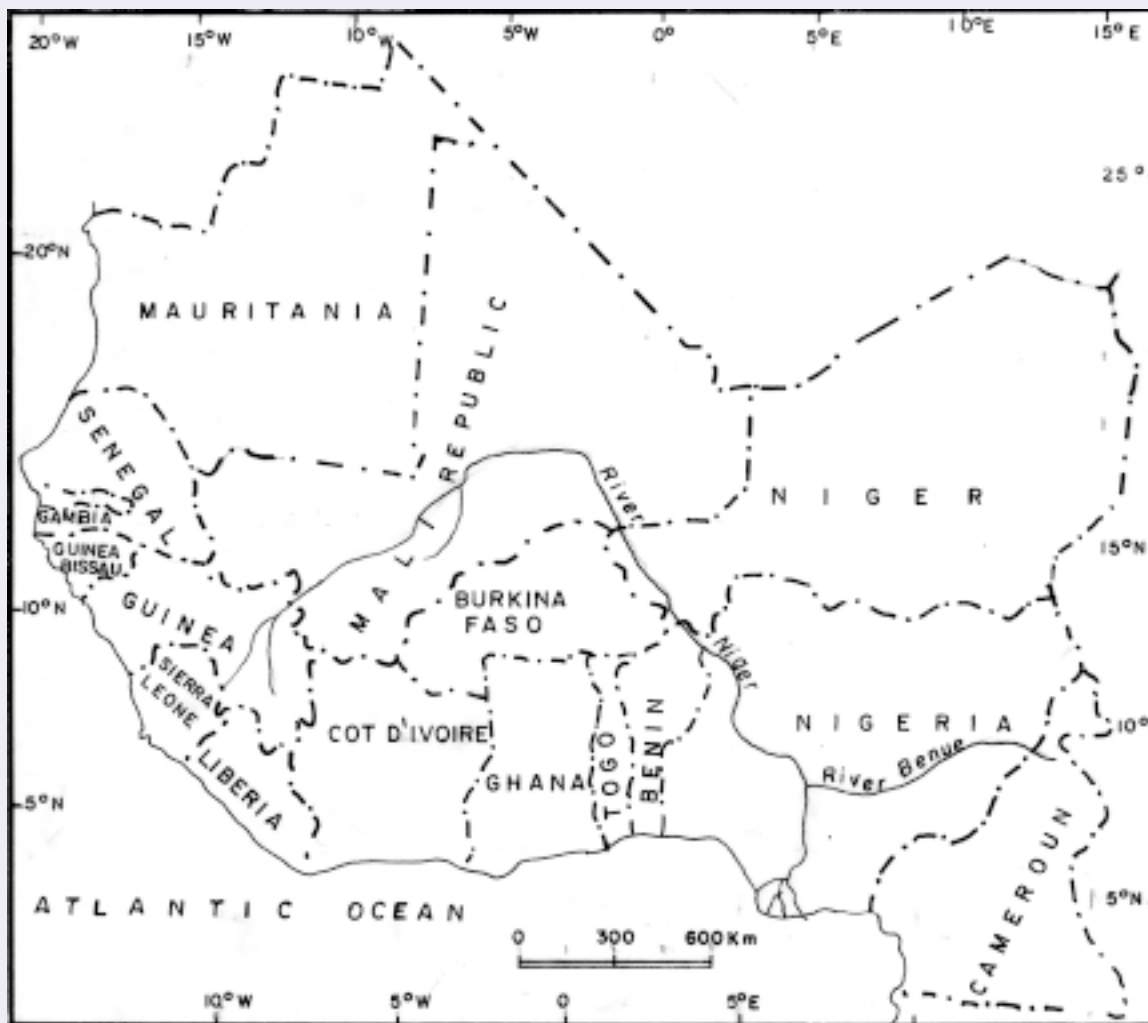 20°W 15°W 10°W 5°W 0° 5°E 10°E 15°E
25°
20°N
MAURITANIA
MALI REPUBLIC
SENEGAL
River
NIGER
GAMBIA
15°N
GUINEA
BISSAU
BURKINA
FASO
10°N
GUINEA
Niger
SIERRA
LEONE
COT D'IVOIRE
NIGERIA
10°
BENIN
TOGO
GHANA
LIBERIA
River Benue
5°N
CAMEROUN
5°N
ATLANTIC OCEAN
0 300 600Km
10°W 5°W 0 5°E